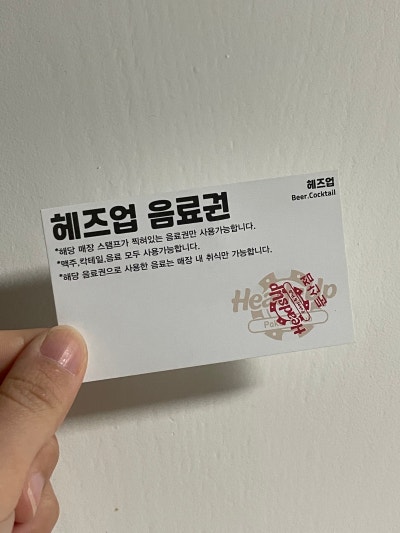 헤즈업
Beer.Cocktail
헤즈업 음료권
*해당 매장 스탬프가 찍혀있는 음료권만 사용가능합니다.
*맥주,칵테일,음료 모두 사용가능합니다.
*해당 음료권으로 사용한 음료는 매장 내 취식만 가능합니다.
Headsup